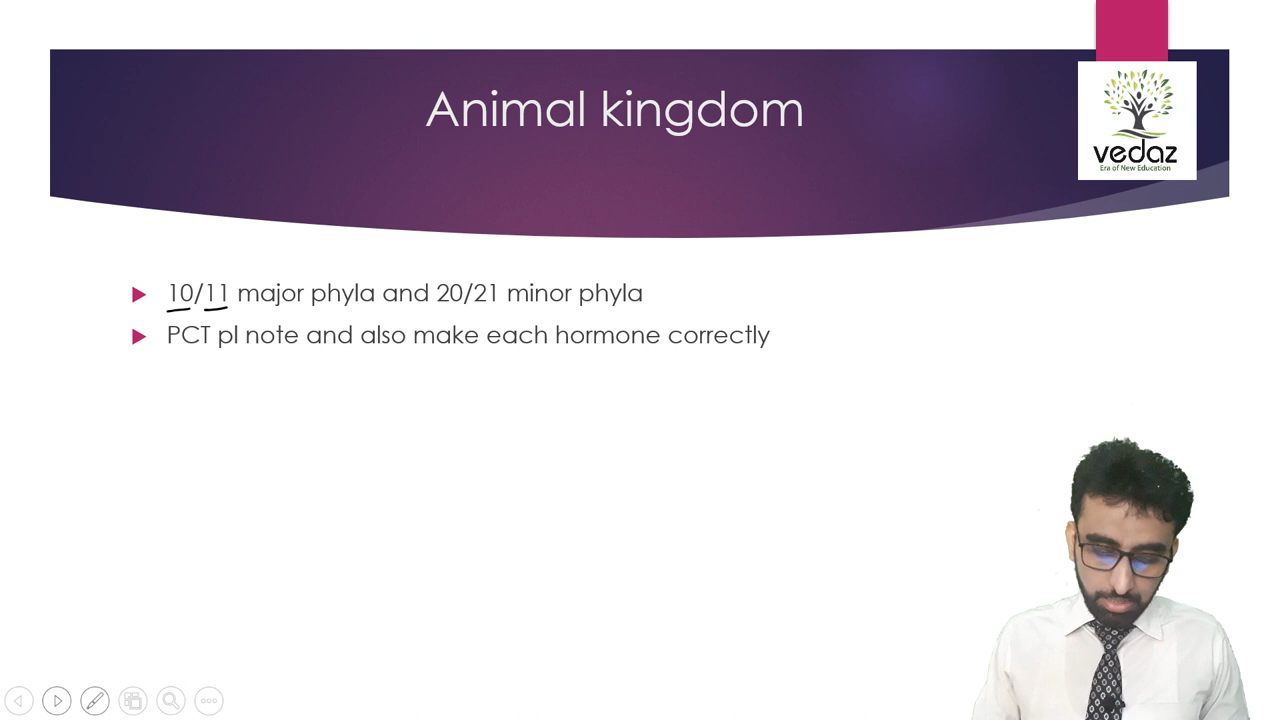 Animal kingdom
vedaz
Era of New Education
10/11 major phyla and 20/21 minor phyla
PCT pl note and also make each hormone correctly